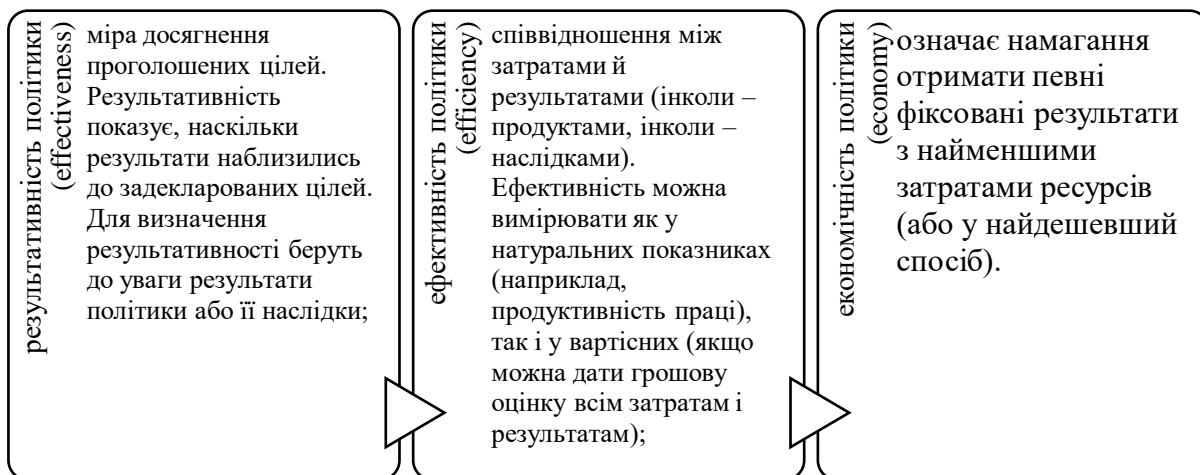 результативність політики
(effectiveness)
міра досягнення
проголошених цілей.
Результативність
показує, наскільки
результати наблизились
до задекларованих цілей.
Для визначення
результативності беруть
до уваги результати
політики або її наслідки;
ефективність політики
(efficiency)
співвідношення між
затратами й
результатами (інколи –
продуктами, інколи –
наслідками).
Ефективність можна
вимірювати як у
натуральних показниках
(наприклад,
продуктивність праці),
так і у вартісних (якщо
можна дати грошову
оцінку всім затратам і
результатам);
економічність політики
(economy)
означає намагання
отримати певні
фіксовані результати
з найменшими
затратами ресурсів
(або у найдешевший
спосіб).